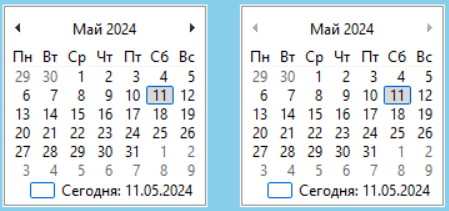 Май 2024
Пн Вт Ср Чт Пт Сб Вс
29 30 1 2 3 4 5
6 7 8 9 10 11 12
13 14 15 16 17 18 19
20 21 22 23 24 25 26
27 28 29 30 31 1 2
3 4 5 6 7 8 9
Сегодня: 11.05.2024
Май 2024
Пн Вт Ср Чт Пт Сб Вс
29 30 1 2 3 4 5
6 7 8 9 10 11 12
13 14 15 16 17 18 19
20 21 22 23 24 25 26
27 28 29 30 31 1 2
3 4 5 6 7 8 9
Сегодня: 11.05.2024